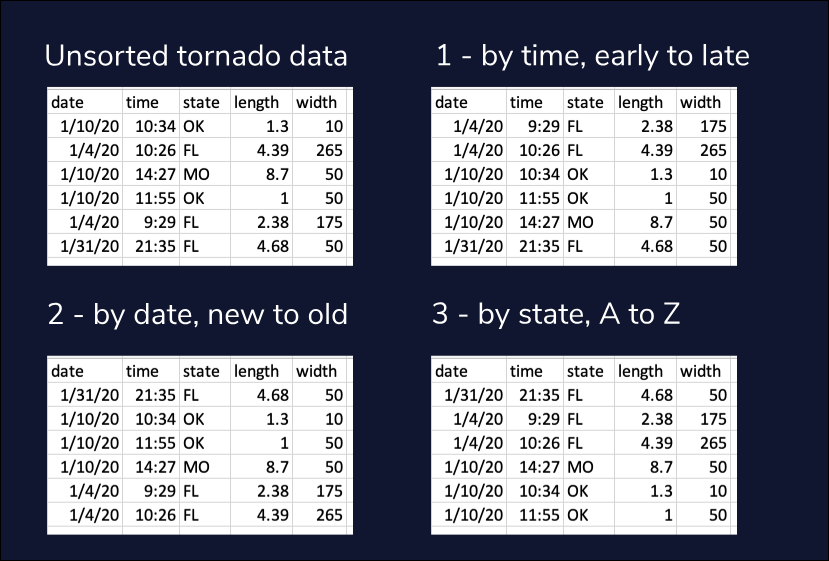 Unsorted tornado data
date time state length width
1/10/20 10:34 OK 1.3 10
1/4/20 10:26 FL 4.39 265
1/10/20 14:27 MO 8.7 50
1/10/20 11:55 OK 1 50
1/4/20 9:29 FL 2.38 175
1/31/20 21:35 FL 4.68 50
1 - by time, early to late
date time state length width
1/4/20 9:29 FL 2.38 175
1/4/20 10:26 FL 4.39 265
1/10/20 10:34 OK 1.3 10
1/10/20 11:55 OK 1 50
1/10/20 14:27 MO 8.7 50
1/31/20 21:35 FL 4.68 50
2 - by date, new to old
date time state length width
1/31/20 21:35 FL 4.68 50
1/10/20 10:34 OK 1.3 10
1/10/20 11:55 OK 1 50
1/10/20 14:27 MO 8.7 50
1/4/20 9:29 FL 2.38 175
1/4/20 10:26 FL 4.39 265
3 - by state, A to Z
date time state length width
1/31/20 21:35 FL 4.68 50
1/4/20 9:29 FL 2.38 175
1/4/20 10:26 FL 4.39 265
1/10/20 14:27 MO 8.7 50
1/10/20 10:34 OK 1.3 10
1/10/20 11:55 OK 1 50